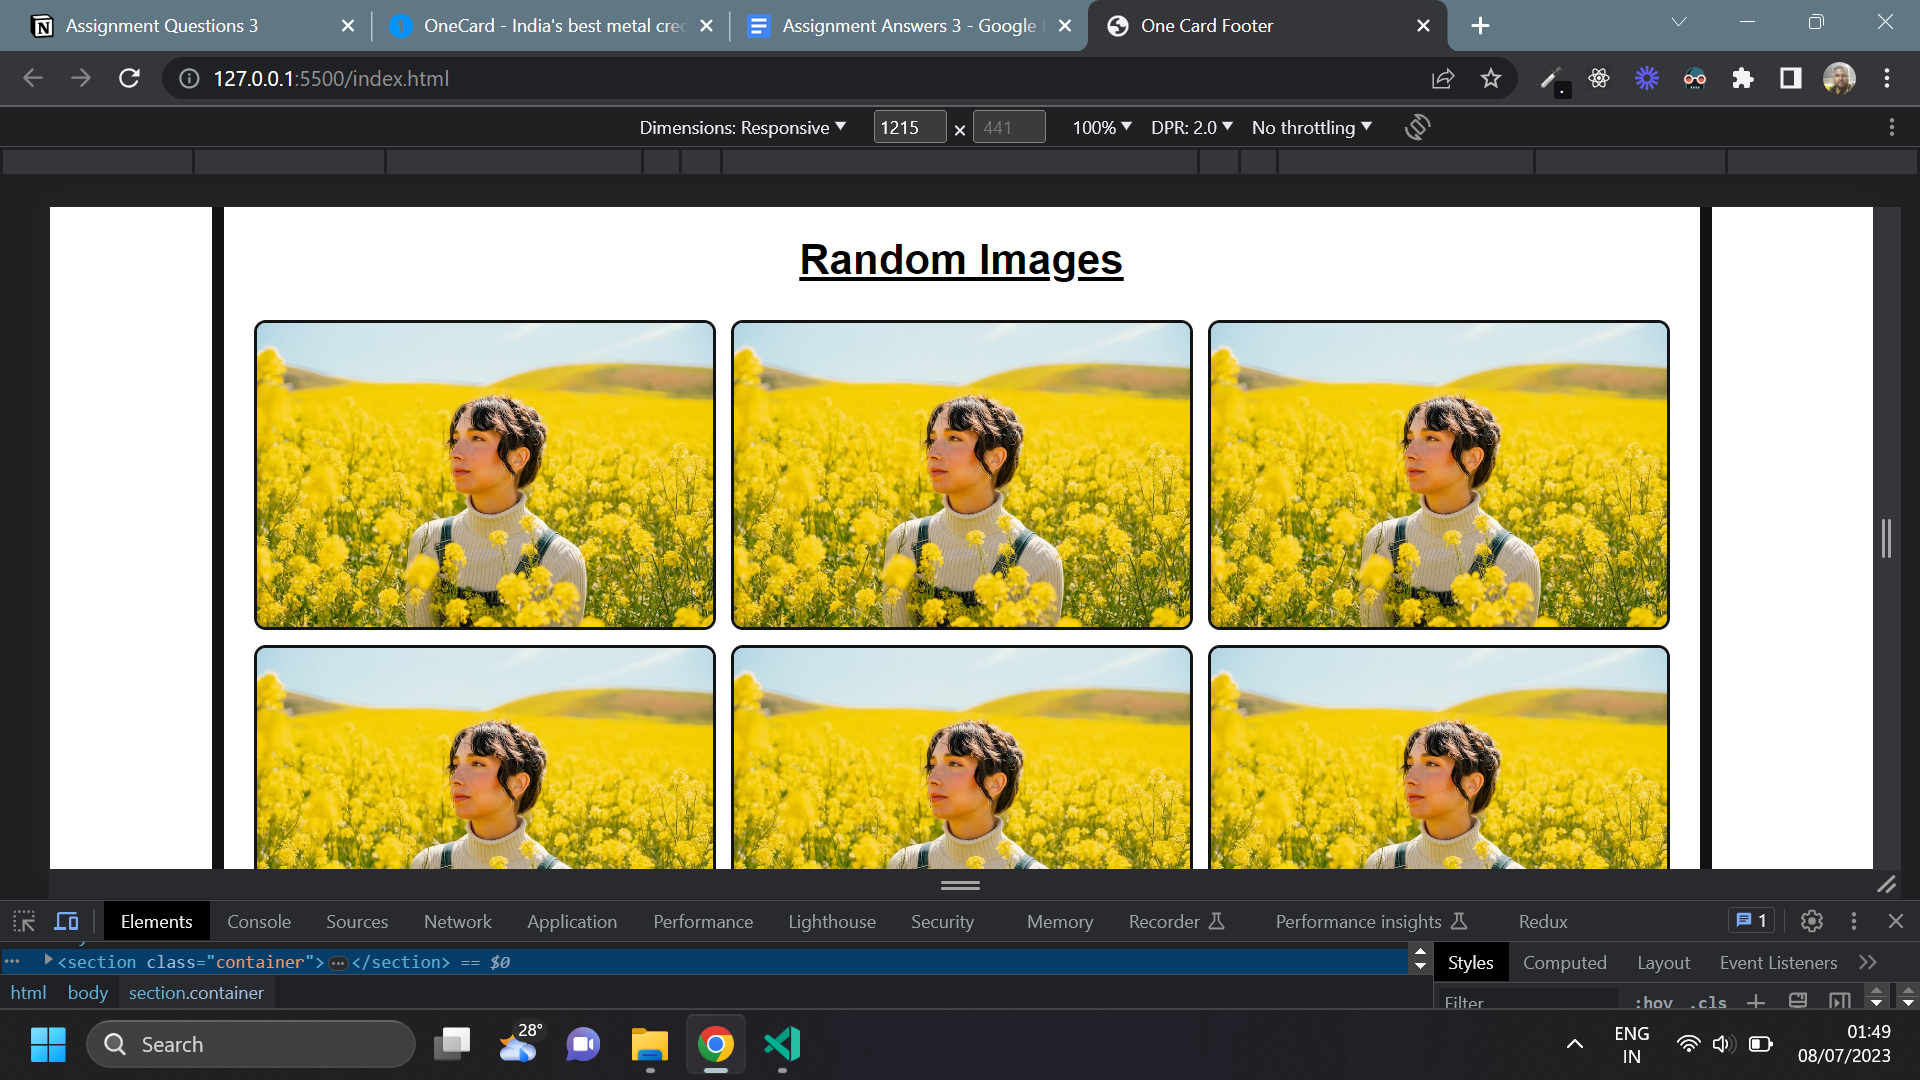 Assignment Questions 3
OneCard - India's best metal cred
Assignment Answers 3 - Google
One Card Footer
127.0.0.1:5500/index.html
Dimensions: Responsive 1215 × 441 100% DPR: 2.0 No throttling
Random Images
Elements Console Sources Network Application Performance Lighthouse Security Memory Recorder Performance insights Redux 1
<section class="container"> ••• </section> == $0
Styles Computed Layout Event Listeners
html body section.container
Filter :hov .cls
Search
28°
ENG
IN
01:49
08/07/2023